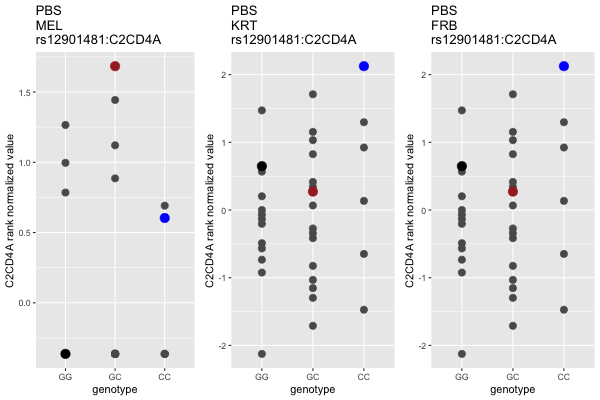 PBS
MEL
rs12901481:C2CD4A
C2CD4A rank normalized value
1.5
1.0
0.5
0.0
GG GC CC
genotype
PBS
KRT
rs12901481:C2CD4A
C2CD4A rank normalized value
2
1
0
-1
-2
GG GC CC
genotype
PBS
FRB
rs12901481:C2CD4A
C2CD4A rank normalized value
2
1
0
-1
-2
GG GC CC
genotype